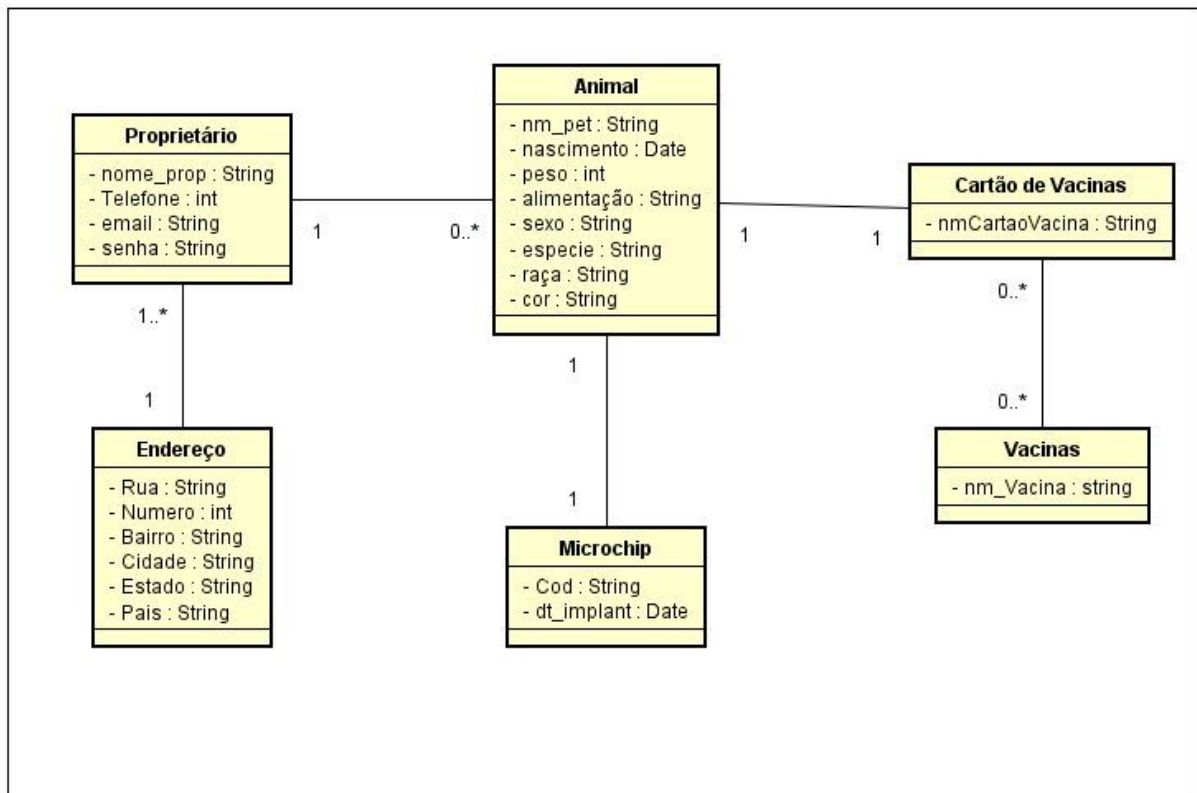 Proprietário
- nome_prop : String
- Telefone : int
- email : String
- senha : String
1
0..*
1..*
1
Endereço
- Rua : String
- Numero : int
- Bairro : String
- Cidade : String
- Estado : String
- Pais : String
Animal
- nm_pet : String
- nascimento : Date
- peso : int
- alimentação : String
- sexo : String
- especie : String
- raça : String
- cor : String
1
1
Microchip
- Cod : String
- dt_implant : Date
1
1
Cartão de Vacinas
- nmCartaoVacina : String
0..*
0..*
Vacinas
- nm_Vacina : string